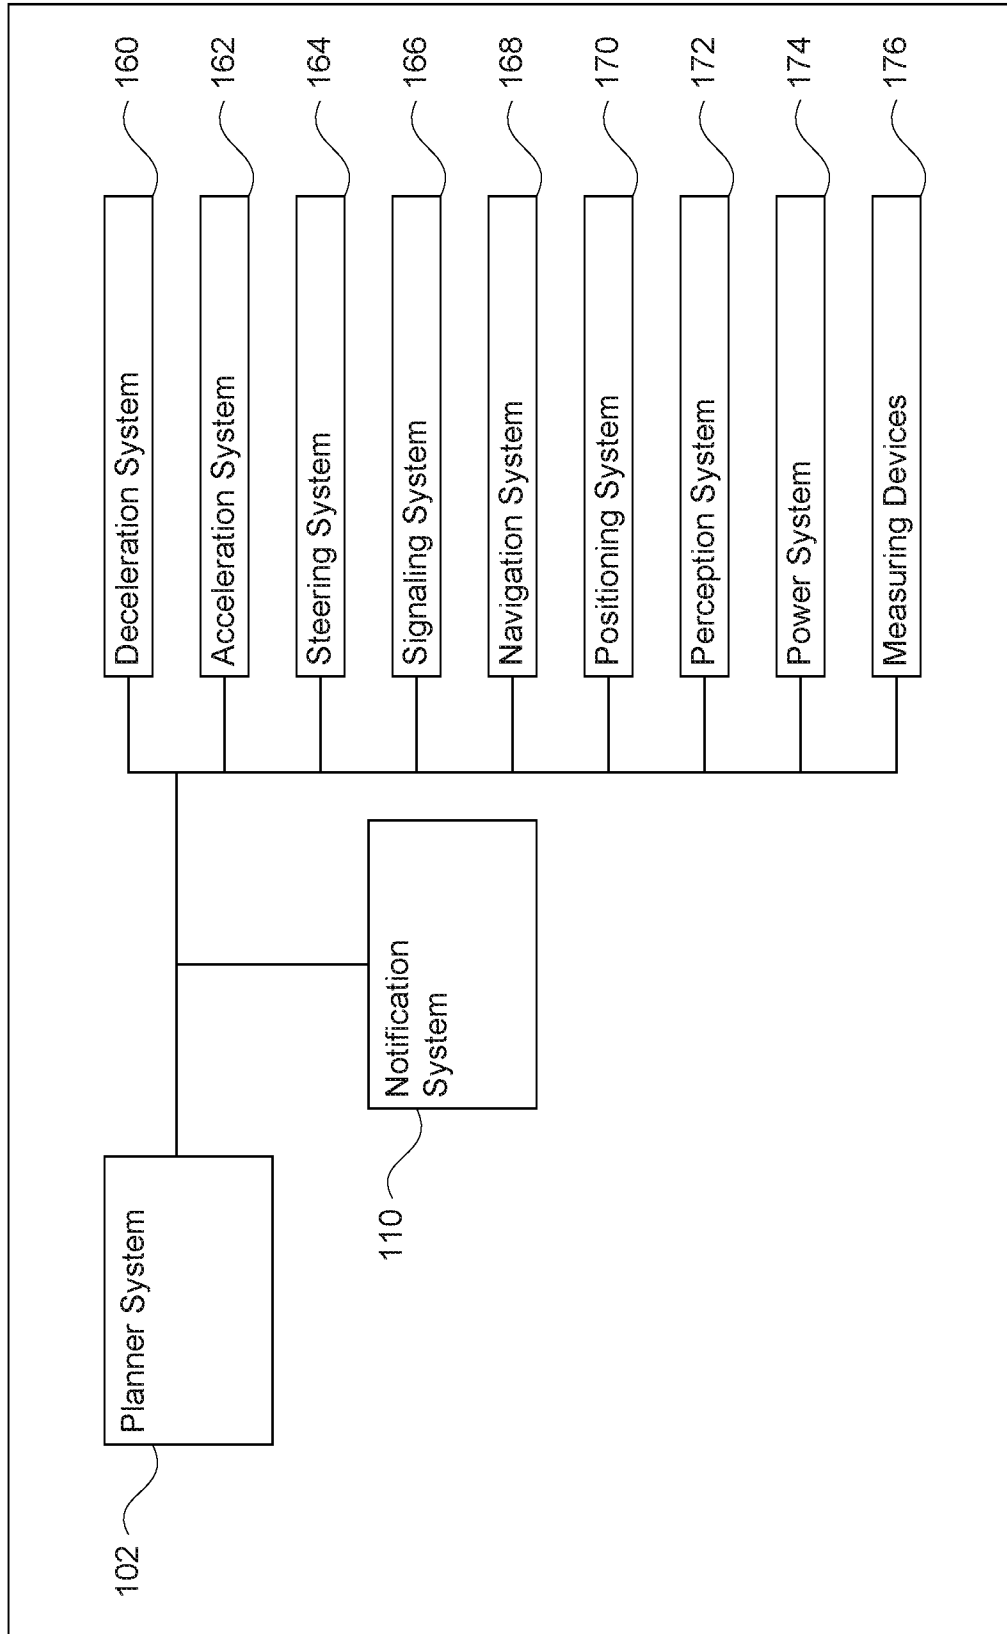 102
Planner System
110
Notification
System
Deceleration System
160
Acceleration System
162
Steering System
164
Signaling System
166
Navigation System
168
Positioning System
170
Perception System
172
Power System
174
Measuring Devices
176